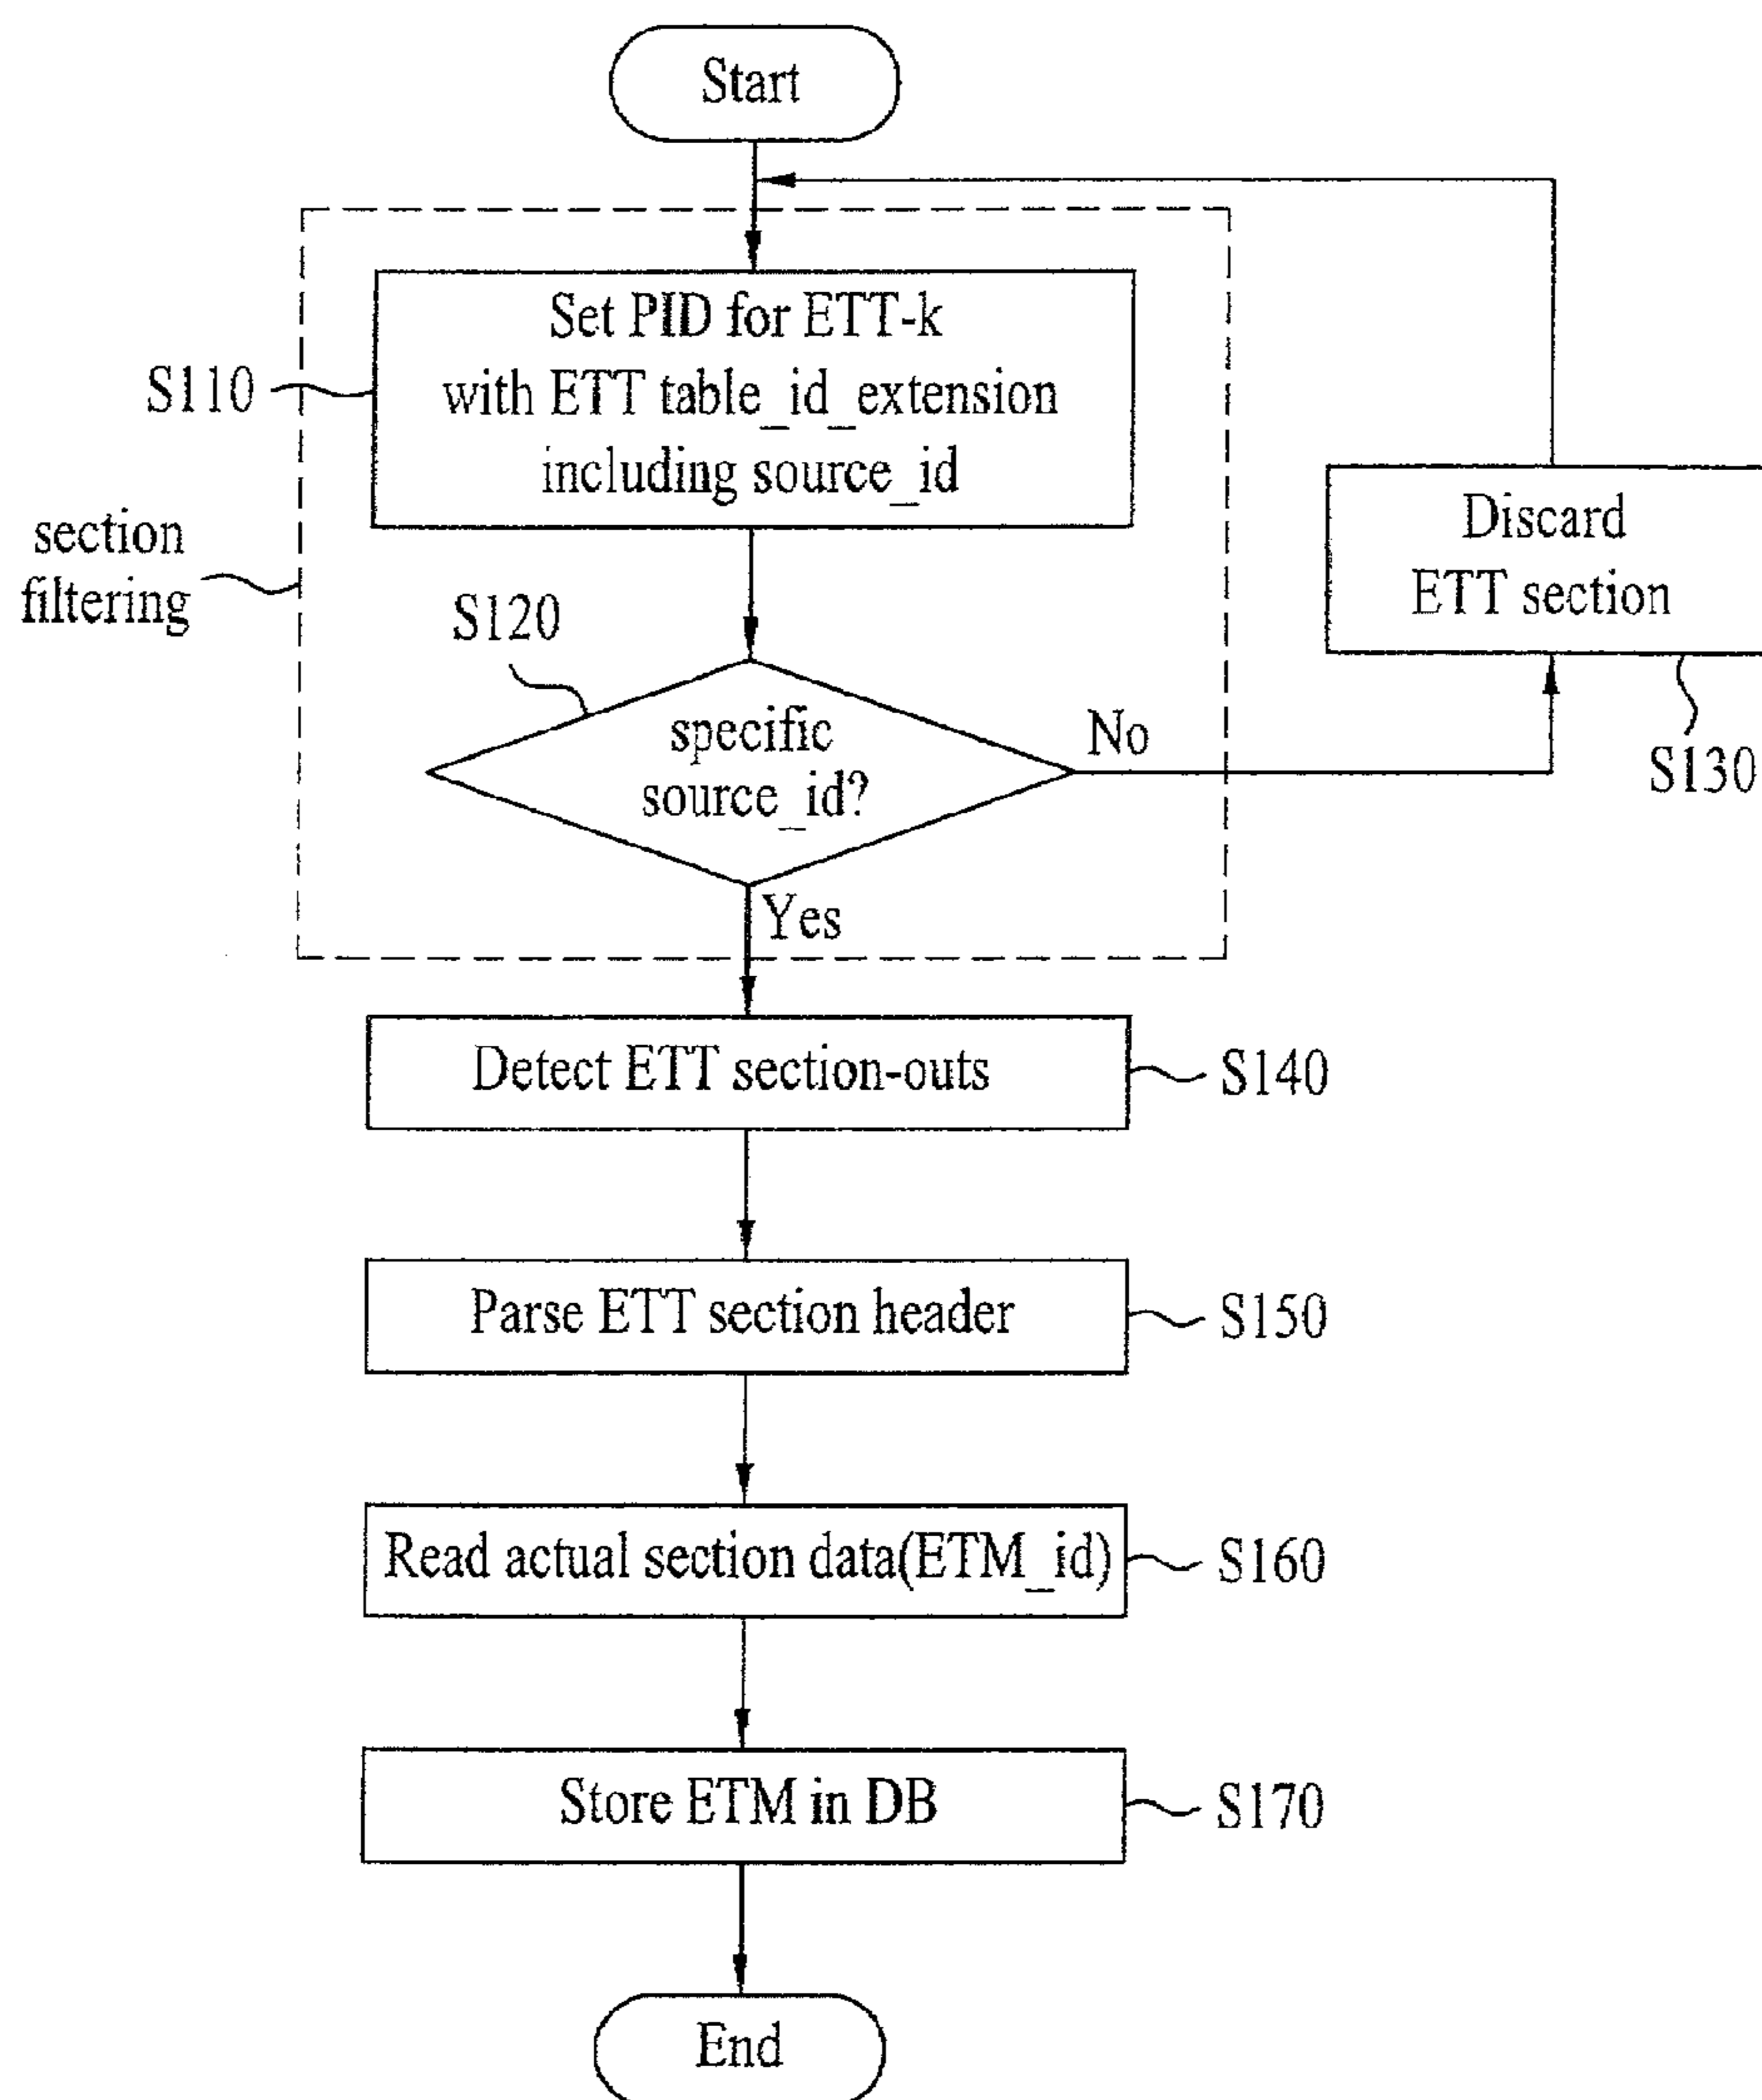 Start
Set PID for ETT-k
with ETT table_id_extension
including source_id
S110
section
filtering
Discard
ETT section
S130
S120
specific
source_id?
No
Yes
Detect ETT section-outs
S140
Parse ETT section header
S150
Read actual section data(ETM_id)
S160
Store ETM in DB
S170
End